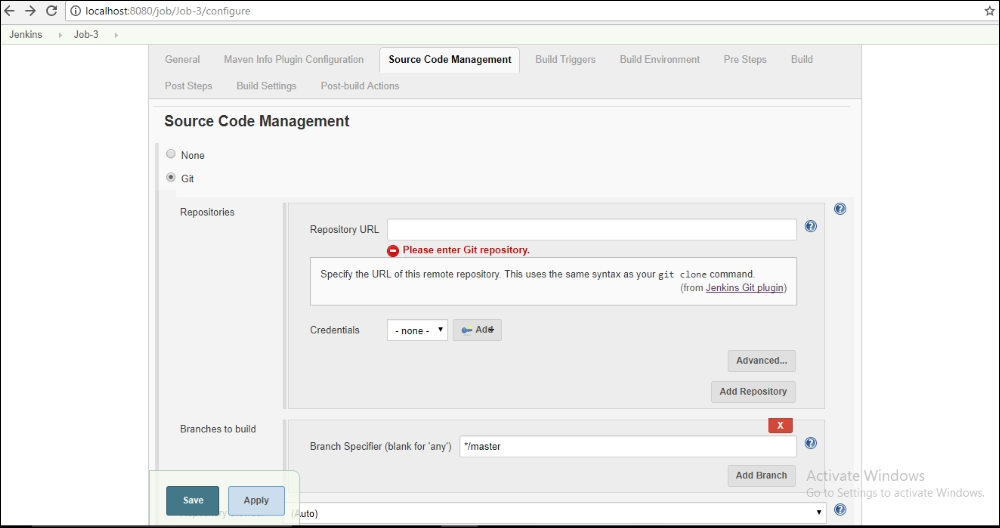 localhost:8080/job/Job-3/configure
Jenkins Job-3
General Maven Info Plugin Configuration Source Code Management Build Triggers Build Environment Pre Steps Build
Post Steps Build Settings Post-build Actions
Source Code Management
None
Git
Repositories
Repository URL
Please enter Git repository.
Specify the URL of this remote repository. This uses the same syntax as your git clone command.
(from Jenkins Git plugin)
Credentials - none - Add
Advanced...
Add Repository
X
Branches to build
Branch Specifier (blank for 'any') */master
Add Branch
Activate Windows
Go to Settings to activate Windows.
Save Apply
(Auto)